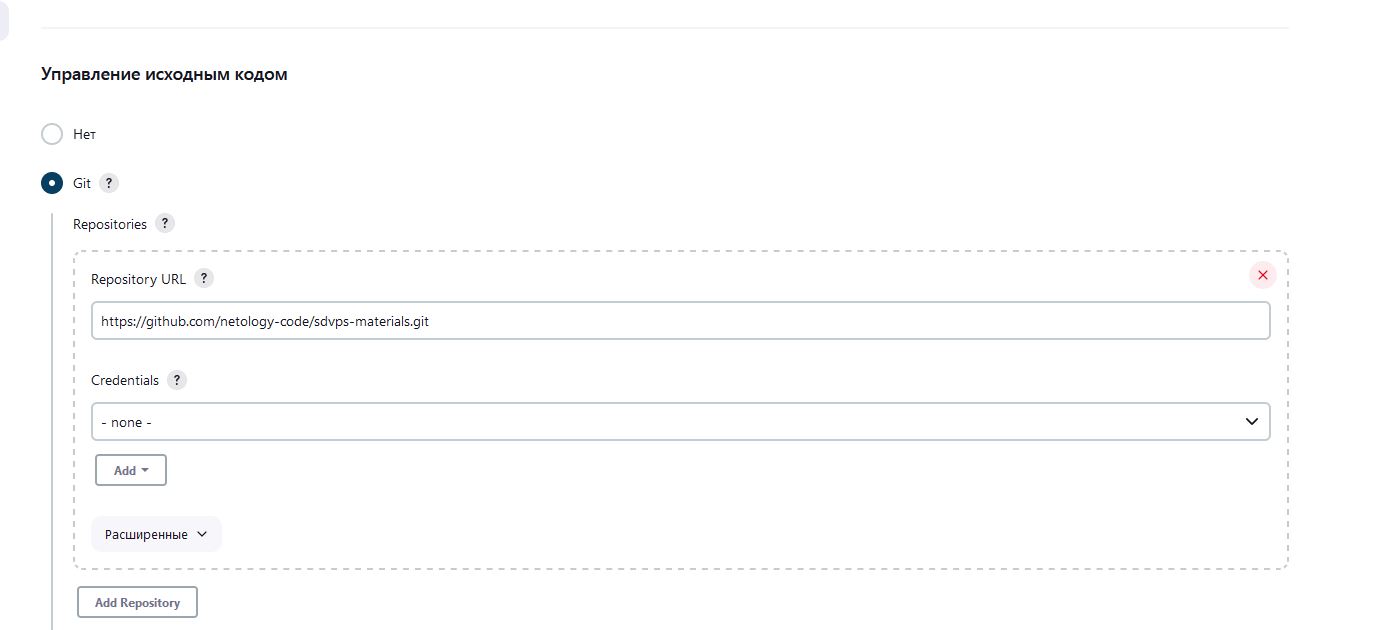 Управление исходным кодом
Нет
Git ?
Repositories ?
Repository URL ?
https://github.com/netology-code/sdvps-materials.git
Credentials ?
- none -
Add
Расширенные
Add Repository